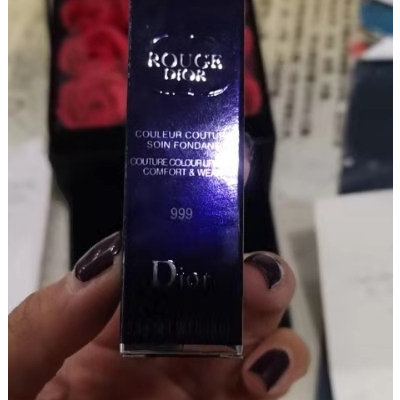 ROUGE
DIOR
COULEUR COUTURE
SOIN FONDANT
COUTURE COLOUR
COMFORT & WEAR
999
Dior